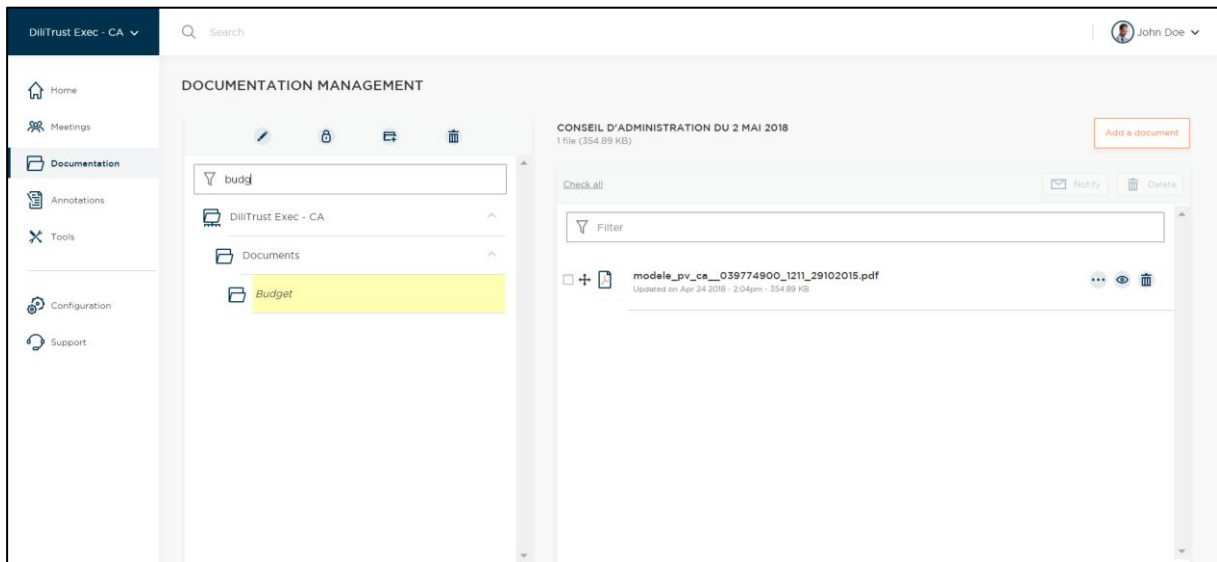 DiliTrust Exec - CA
Search
John Doe
Home
Meetings
Documentation
Annotations
Tools
Configuration
Support
DOCUMENTATION MANAGEMENT
budg
DiliTrust Exec - CA
Documents
Budget
CONSEIL D'ADMINISTRATION DU 2 MAI 2018
1 file (354.89 KB)
Add a document
Check all
Notify
Delete
Filter
modele_pv_ca__039774900_1211_29102015.pdf
Updated on Apr 24 2018 - 2:04pm - 354.89 KB